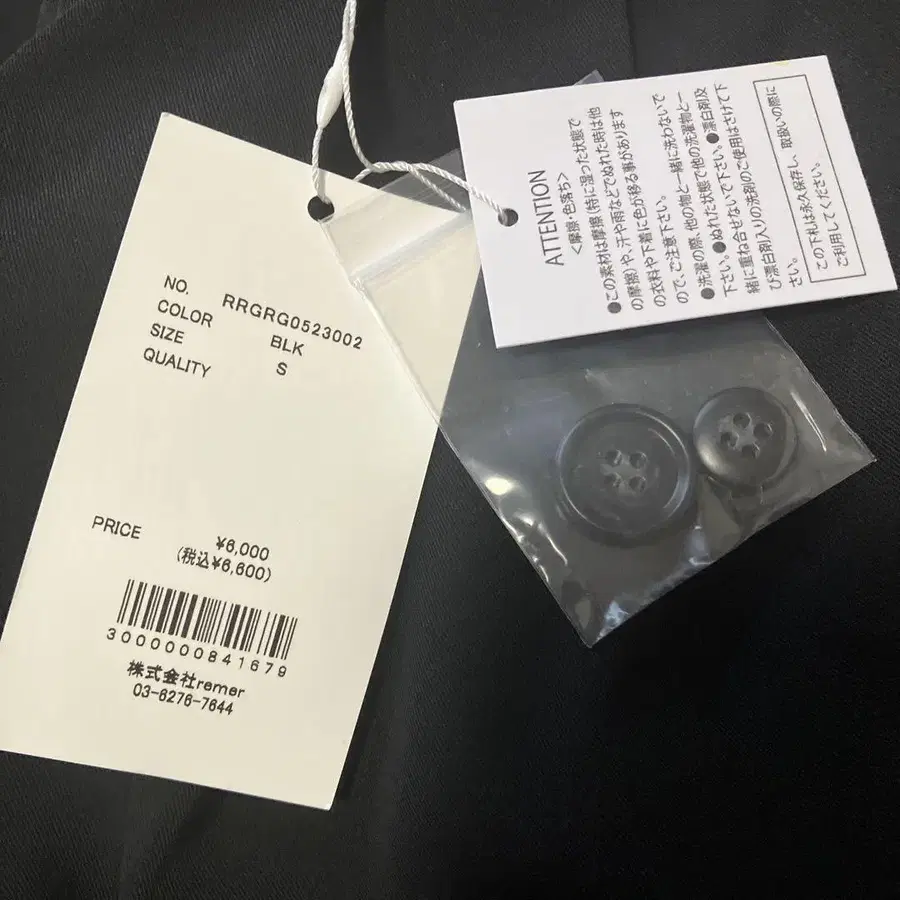 NO. RRGRG0523002
COLOR BLK
SIZE S
QUALITY
PRICE ¥6,000
(税込¥6,600)
3000000841679
株式会社remer
03-6276-7644
ATTENTION
<摩擦・色落ち>
●この素材は摩擦(特に湿った状態で
の摩擦)や、汗や雨などでぬれた時は他
の衣料や下着に色が移る事があります
ので、ご注意下さい。
●洗濯の際、他の物と一緒に洗わないで
下さい。●ぬれた状態で他の洗濯物と一
緒に重ね合せないで下さい。●漂白剤及
び漂白剤入りの洗剤のご使用はさけて下
さい。
この下札は永久保存し、取扱いの際に
ご利用してください。